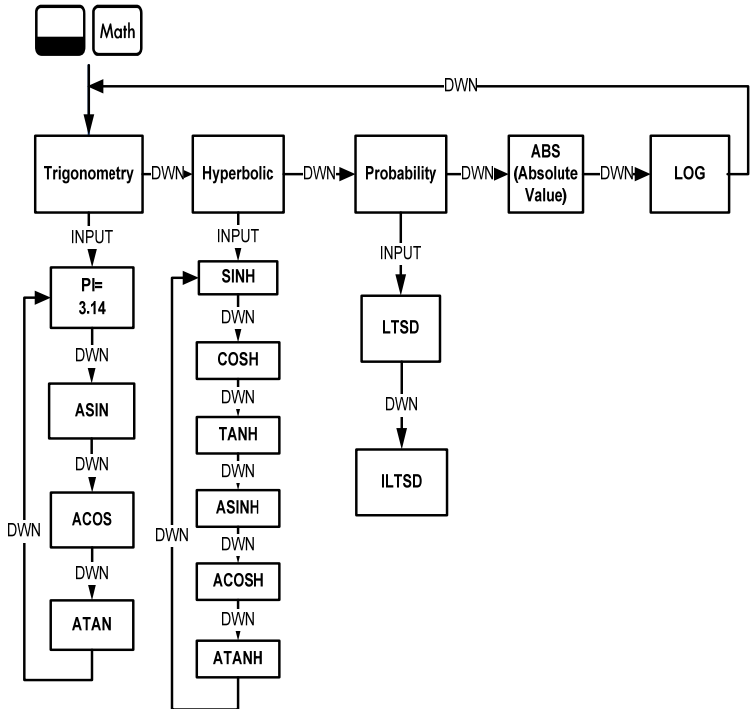 Math
DWN
Trigonometry
DWN
Hyperbolic
DWN
Probability
DWN
ABS
(Absolute
Value)
DWN
LOG
INPUT
PI=
3.14
DWN
ASIN
DWN
ACOS
DWN
ATAN
DWN
INPUT
SINH
DWN
COSH
DWN
TANH
DWN
ASINH
DWN
ACOSH
DWN
ATANH
DWN
INPUT
LTSD
DWN
ILTSD